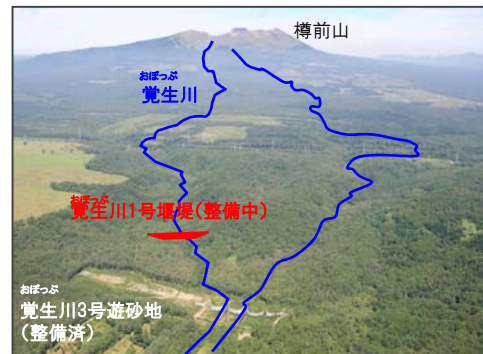 樽前山
おぼっぷ
覚生川
おぼっぷ
覚生川1号堰堤(整備中)
おぼっぷ
覚生川3号遊砂地
(整備済)